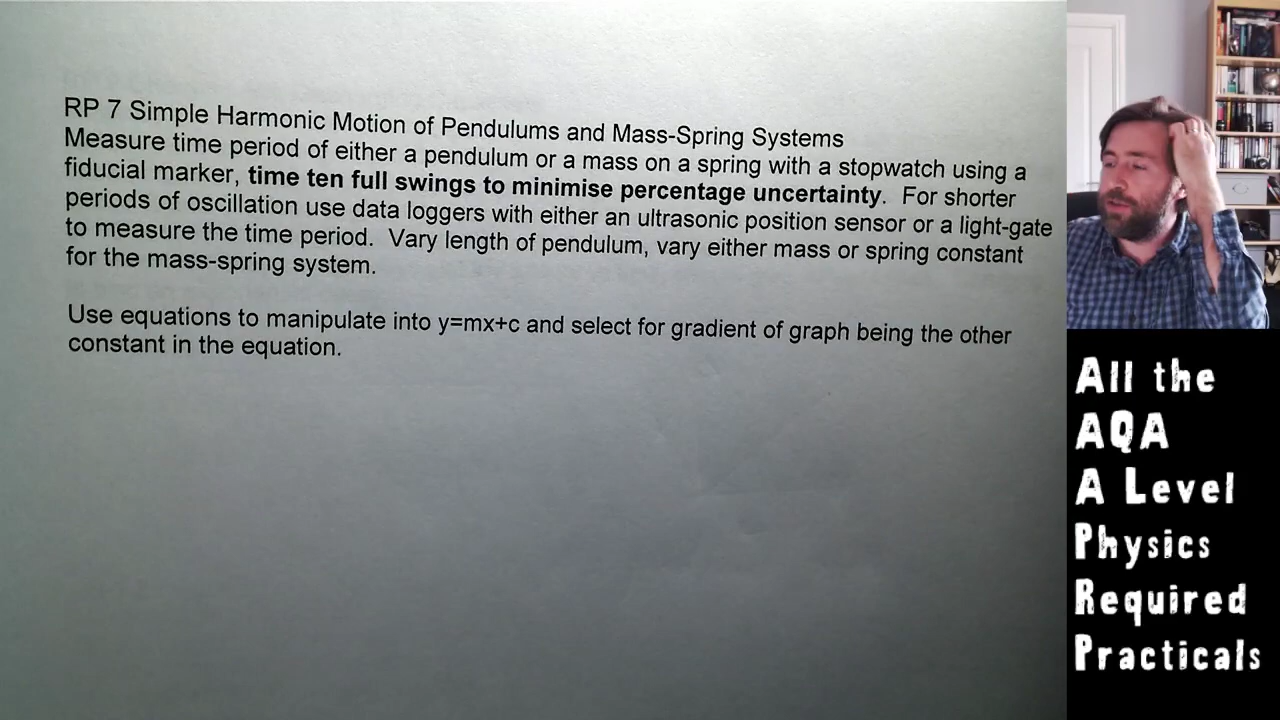 RP 7 Simple Harmonic Motion of Pendulums and Mass-Spring Systems
Measure time period of either a pendulum or a mass on a spring with a stopwatch using a
fiducial marker, time ten full swings to minimise percentage uncertainty. For shorter
periods of oscillation use data loggers with either an ultrasonic position sensor or a light-gate
to measure the time period. Vary length of pendulum, vary either mass or spring constant
for the mass-spring system.
Use equations to manipulate into y=mx+c and select for gradient of graph being the other
constant in the equation.
All the
AQA
A Level
Physics
Required
Practicals